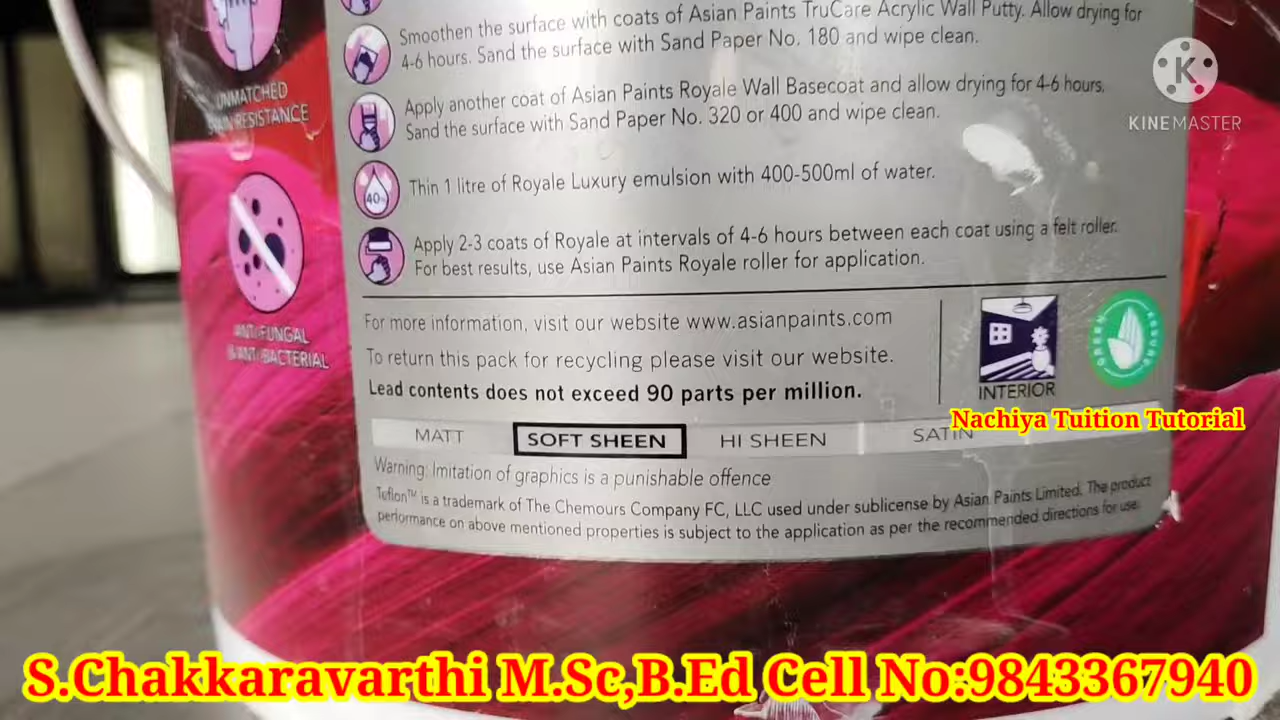 Smoothen the surface with coats of Asian Paints TruCare Acrylic Wall Putty. Allow drying for
4-6 hours. Sand the surface with Sand Paper No. 180 and wipe clean.
Apply another coat of Asian Paints Royale Wall Basecoat and allow drying for 4-6 hours.
Sand the surface with Sand Paper No. 320 or 400 and wipe clean.
40%
Thin 1 litre of Royale Luxury emulsion with 400-500ml of water.
Apply 2-3 coats of Royale at intervals of 4-6 hours between each coat using a felt roller.
For best results, use Asian Paints Royale roller for application.
UNMATCHED
STAIN RESISTANCE
ANTI-FUNGAL
& ANTI-BACTERIAL
K
KINEMASTER
For more information, visit our website www.asianpaints.com
To return this pack for recycling please visit our website.
Lead contents does not exceed 90 parts per million.
INTERIOR
GREEN ASSURE
Nachiya Tuition Tutorial
MATT SOFT SHEEN HI SHEEN SATIN
Warning: Imitation of graphics is a punishable offence
Teflon™ is a trademark of The Chemours Company FC, LLC used under sublicense by Asian Paints Limited. The product
performance on above mentioned properties is subject to the application as per the recommended directions for use.
S.Chakkaravarthi M.Sc,B.Ed Cell No:9843367940